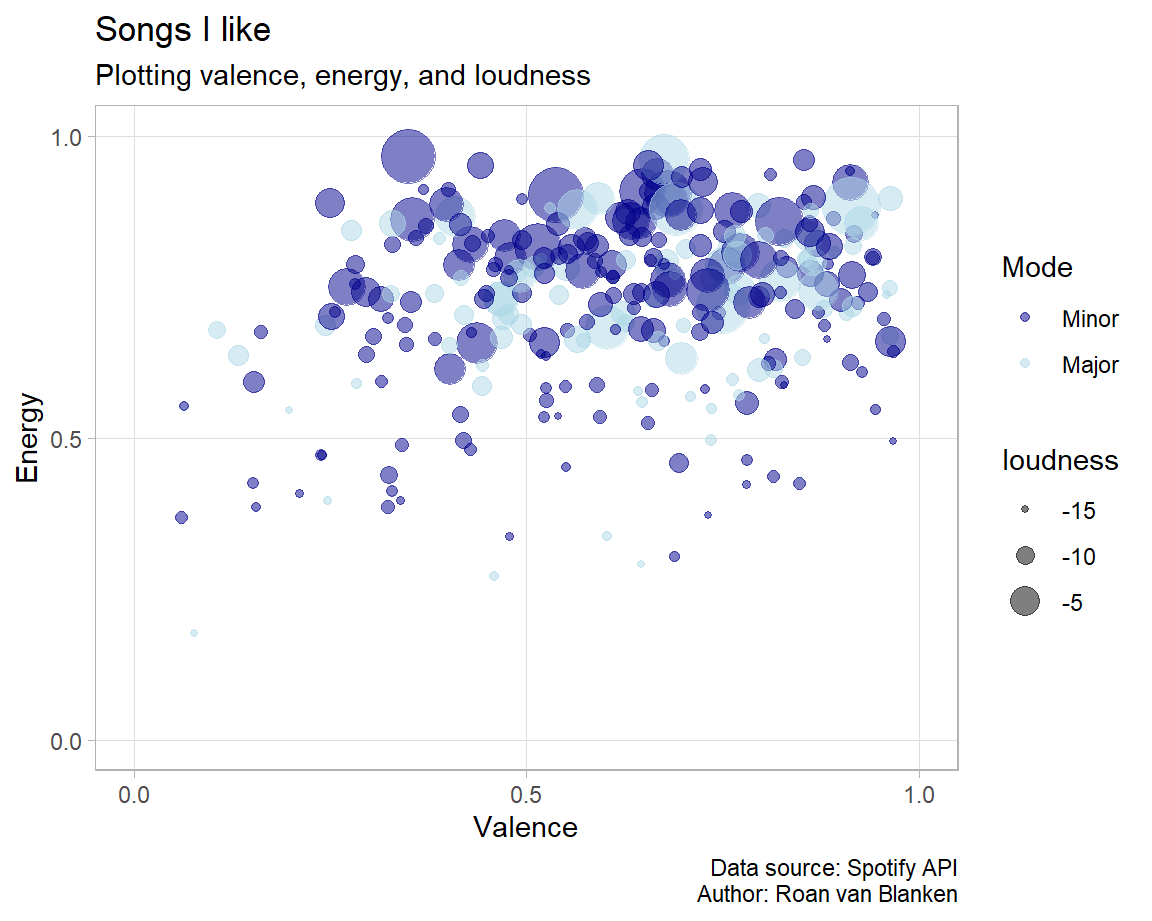 Songs I like
Plotting valence, energy, and loudness
1.0
0.5
0.0
Energy
0.0 0.5 1.0
Valence
Mode
Minor
Major
loudness
-15
-10
-5
Data source: Spotify API
Author: Roan van Blanken